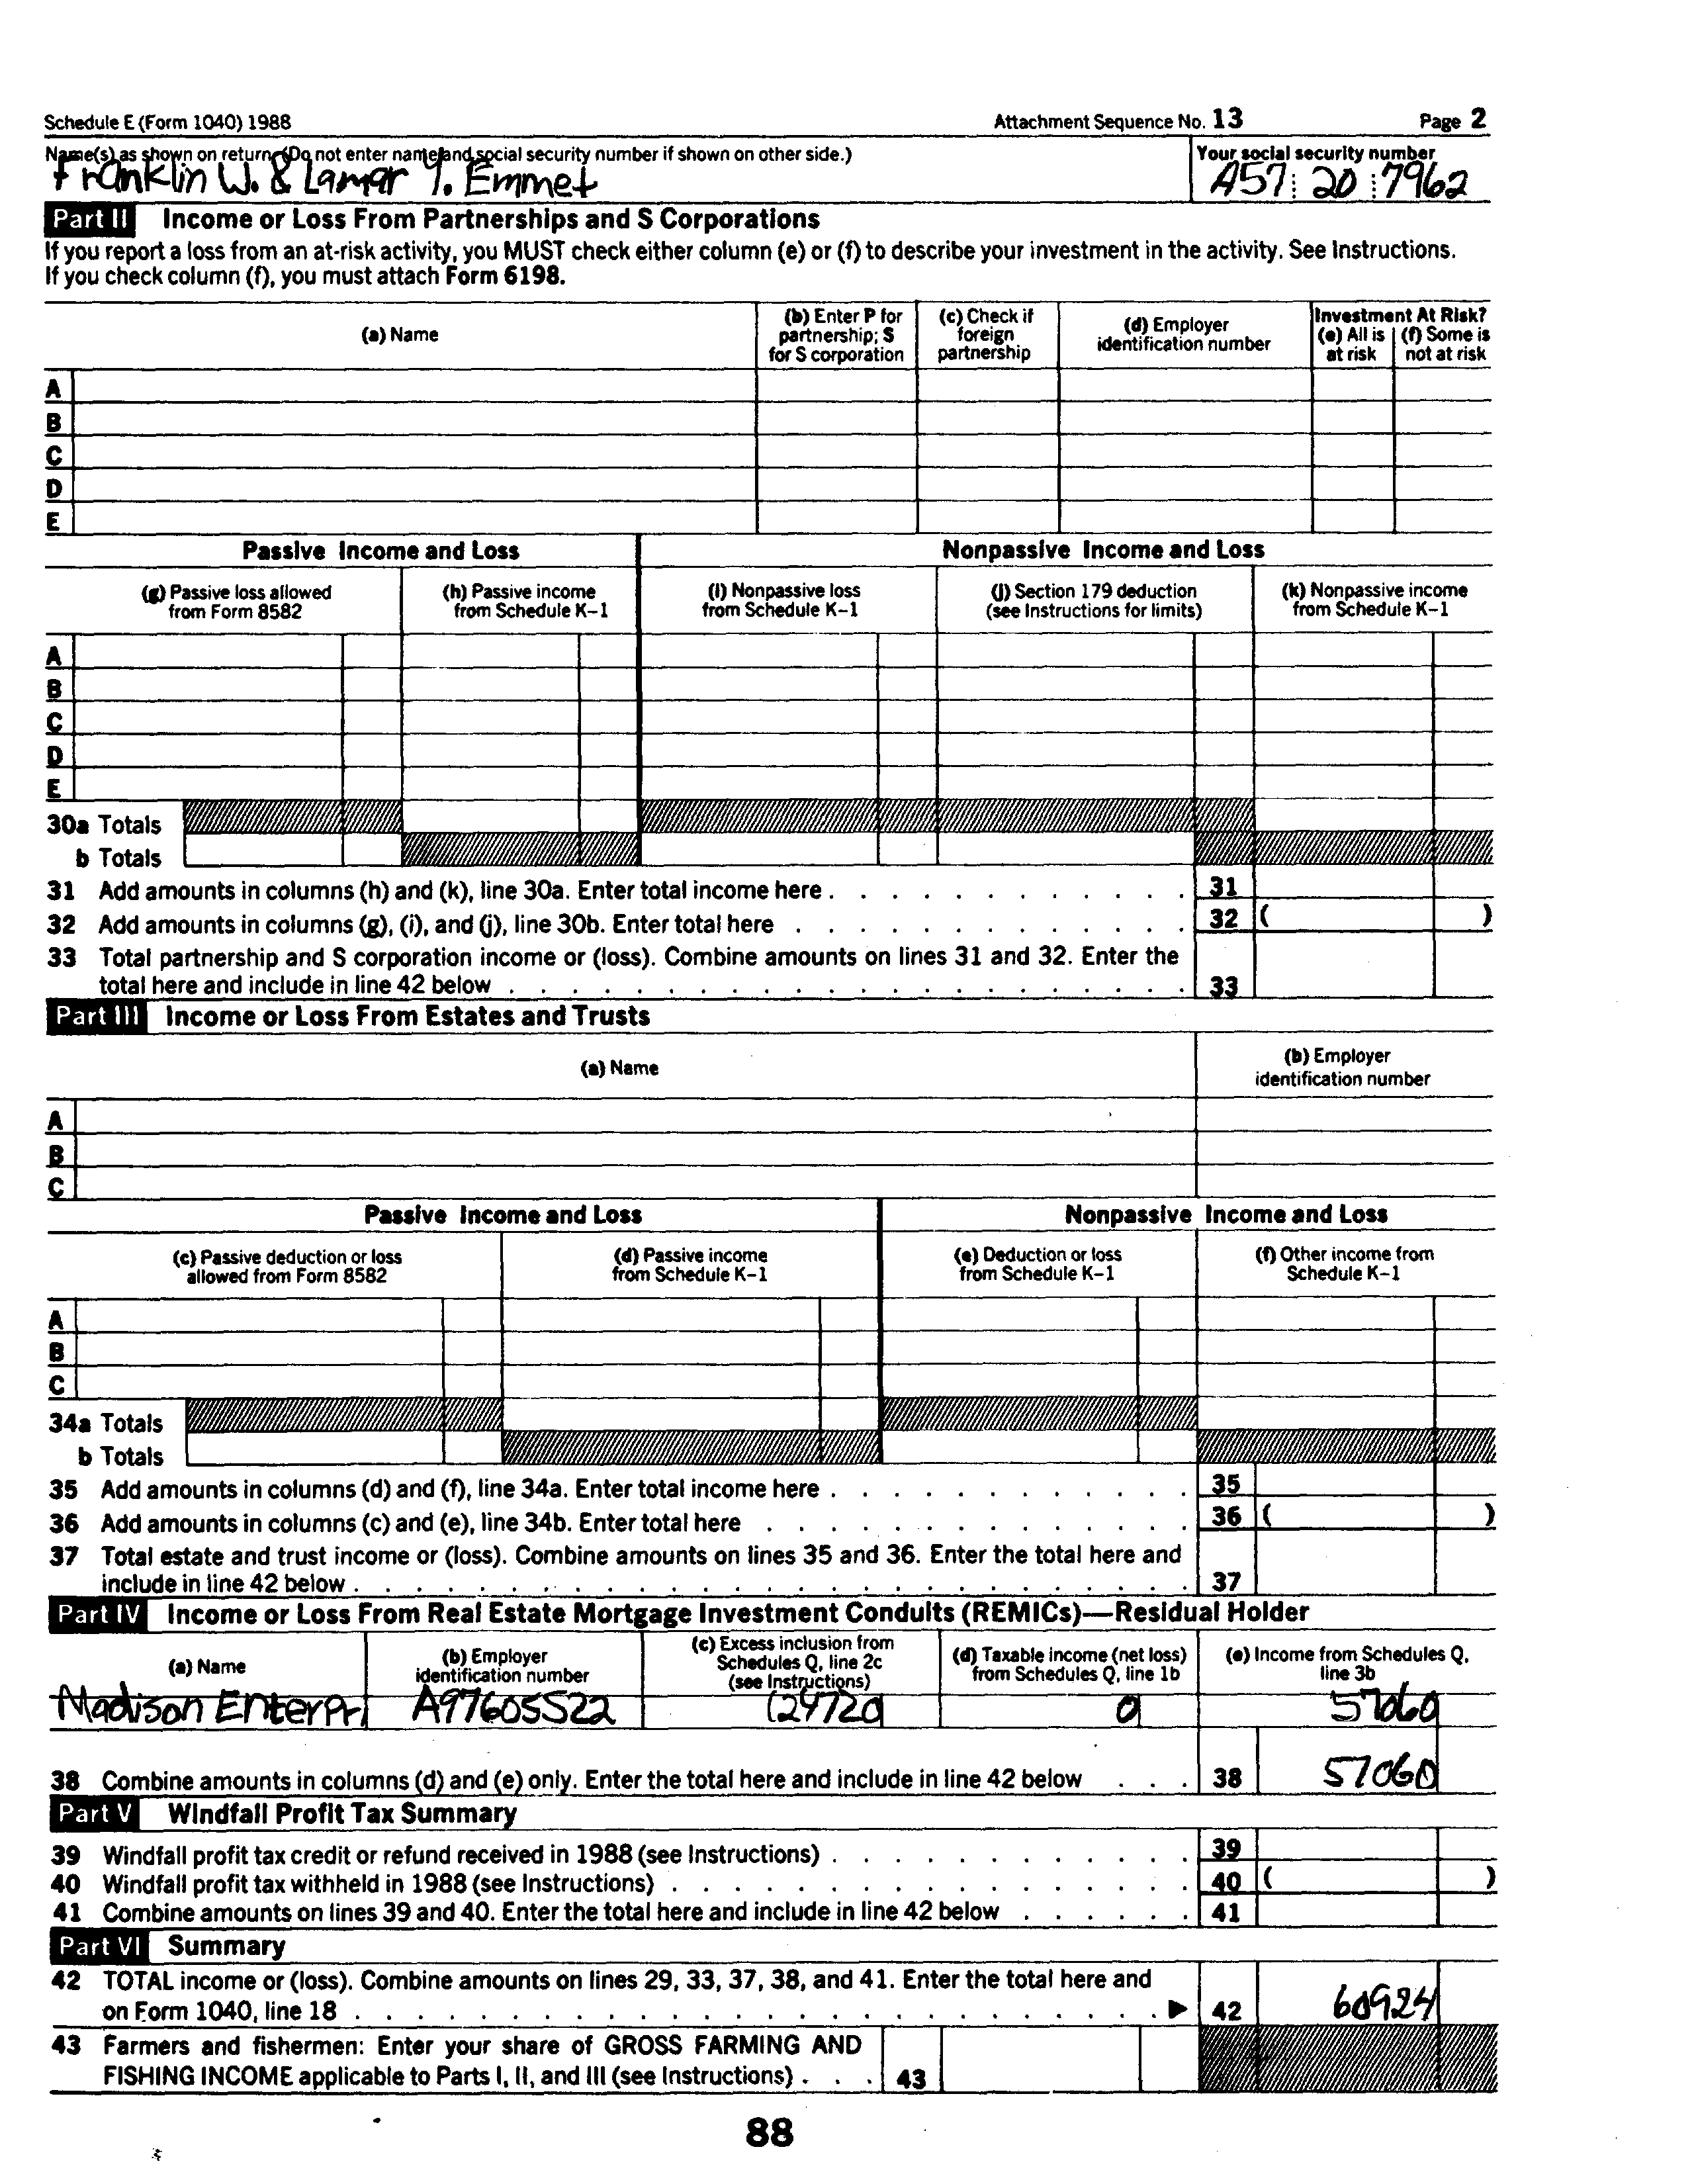 Schedule E (Form 1040) 1988 Attachment Sequence No. 13 Page 2
Name(s) as shown on return. (Do not enter name and social security number if shown on other side.) Your social security number
Franklin W. & Lamar Y. Emmet A57 20 7962
Part II Income or Loss From Partnerships and S Corporations
If you report a loss from an at-risk activity, you MUST check either column (e) or (f) to describe your investment in the activity. See Instructions.
If you check column (f), you must attach Form 6198.
(a) Name (b) Enter P for partnership; S for S corporation (c) Check if foreign partnership (d) Employer identification number Investment At Risk? (e) All is at risk (f) Some is not at risk
A
B
C
D
E
Passive Income and Loss Nonpassive Income and Loss
(g) Passive loss allowed from Form 8582 (h) Passive income from Schedule K-1 (i) Nonpassive loss from Schedule K-1 (j) Section 179 deduction (see Instructions for limits) (k) Nonpassive income from Schedule K-1
A
B
C
D
E
30a Totals
b Totals
31 Add amounts in columns (h) and (k), line 30a. Enter total income here . . . . . . . . . . . . 31
32 Add amounts in columns (g), (i), and (j), line 30b. Enter total here . . . . . . . . . . . . . 32 ( )
33 Total partnership and S corporation income or (loss). Combine amounts on lines 31 and 32. Enter the
total here and include in line 42 below . . . . . . . . . . . . . . . . . . . . . . 33
Part III Income or Loss From Estates and Trusts
(a) Name (b) Employer identification number
A
B
C
Passive Income and Loss Nonpassive Income and Loss
(c) Passive deduction or loss allowed from Form 8582 (d) Passive income from Schedule K-1 (e) Deduction or loss from Schedule K-1 (f) Other income from Schedule K-1
A
B
C
34a Totals
b Totals
35 Add amounts in columns (d) and (f), line 34a. Enter total income here . . . . . . . . . . . . 35
36 Add amounts in columns (c) and (e), line 34b. Enter total here . . . . . . . . . . . . . . 36 ( )
37 Total estate and trust income or (loss). Combine amounts on lines 35 and 36. Enter the total here and
include in line 42 below . . . . . . . . . . . . . . . . . . . . . . . . . . . 37
Part IV Income or Loss From Real Estate Mortgage Investment Conduits (REMICs)—Residual Holder
(a) Name (b) Employer identification number (c) Excess inclusion from Schedules Q, line 2c (see Instructions) (d) Taxable income (net loss) from Schedules Q, line 1b (e) Income from Schedules Q, line 3b
Madison Enterpri A97605522 (24720 0 57060
38 Combine amounts in columns (d) and (e) only. Enter the total here and include in line 42 below . . . 38 57060
Part V Windfall Profit Tax Summary
39 Windfall profit tax credit or refund received in 1988 (see Instructions) . . . . . . . . . . . . 39
40 Windfall profit tax withheld in 1988 (see Instructions) . . . . . . . . . . . . . . . . . 40 ( )
41 Combine amounts on lines 39 and 40. Enter the total here and include in line 42 below . . . . . . 41
Part VI Summary
42 TOTAL income or (loss). Combine amounts on lines 29, 33, 37, 38, and 41. Enter the total here and
on Form 1040, line 18 . . . . . . . . . . . . . . . . . . . . . . . . . . ▶ 42 60924
43 Farmers and fishermen: Enter your share of GROSS FARMING AND
FISHING INCOME applicable to Parts I, II, and III (see Instructions) . . . 43
88